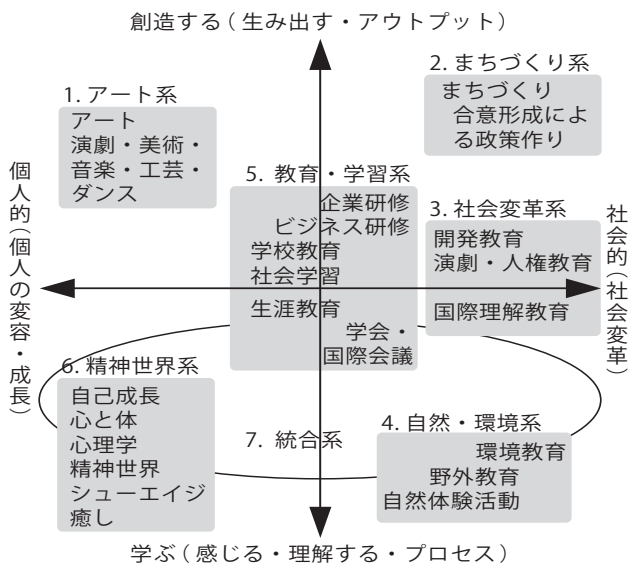 創造する(生み出す・アウトプット)
1. アート系
アート
演劇・美術・
音楽・工芸・
ダンス
2. まちづくり系
まちづくり
合意形成によ
る政策作り
個人的(個人の変容・成長)
5. 教育・学習系
企業研修
ビジネス研修
学校教育
社会学習
生涯教育
学会・
国際会議
3. 社会変革系
開発教育
演劇・人権教育
国際理解教育
社会的(社会変革)
6. 精神世界系
自己成長
心と体
心理学
精神世界
シューエイジ
癒し
7. 統合系
4. 自然・環境系
環境教育
野外教育
自然体験活動
学ぶ(感じる・理解する・プロセス)